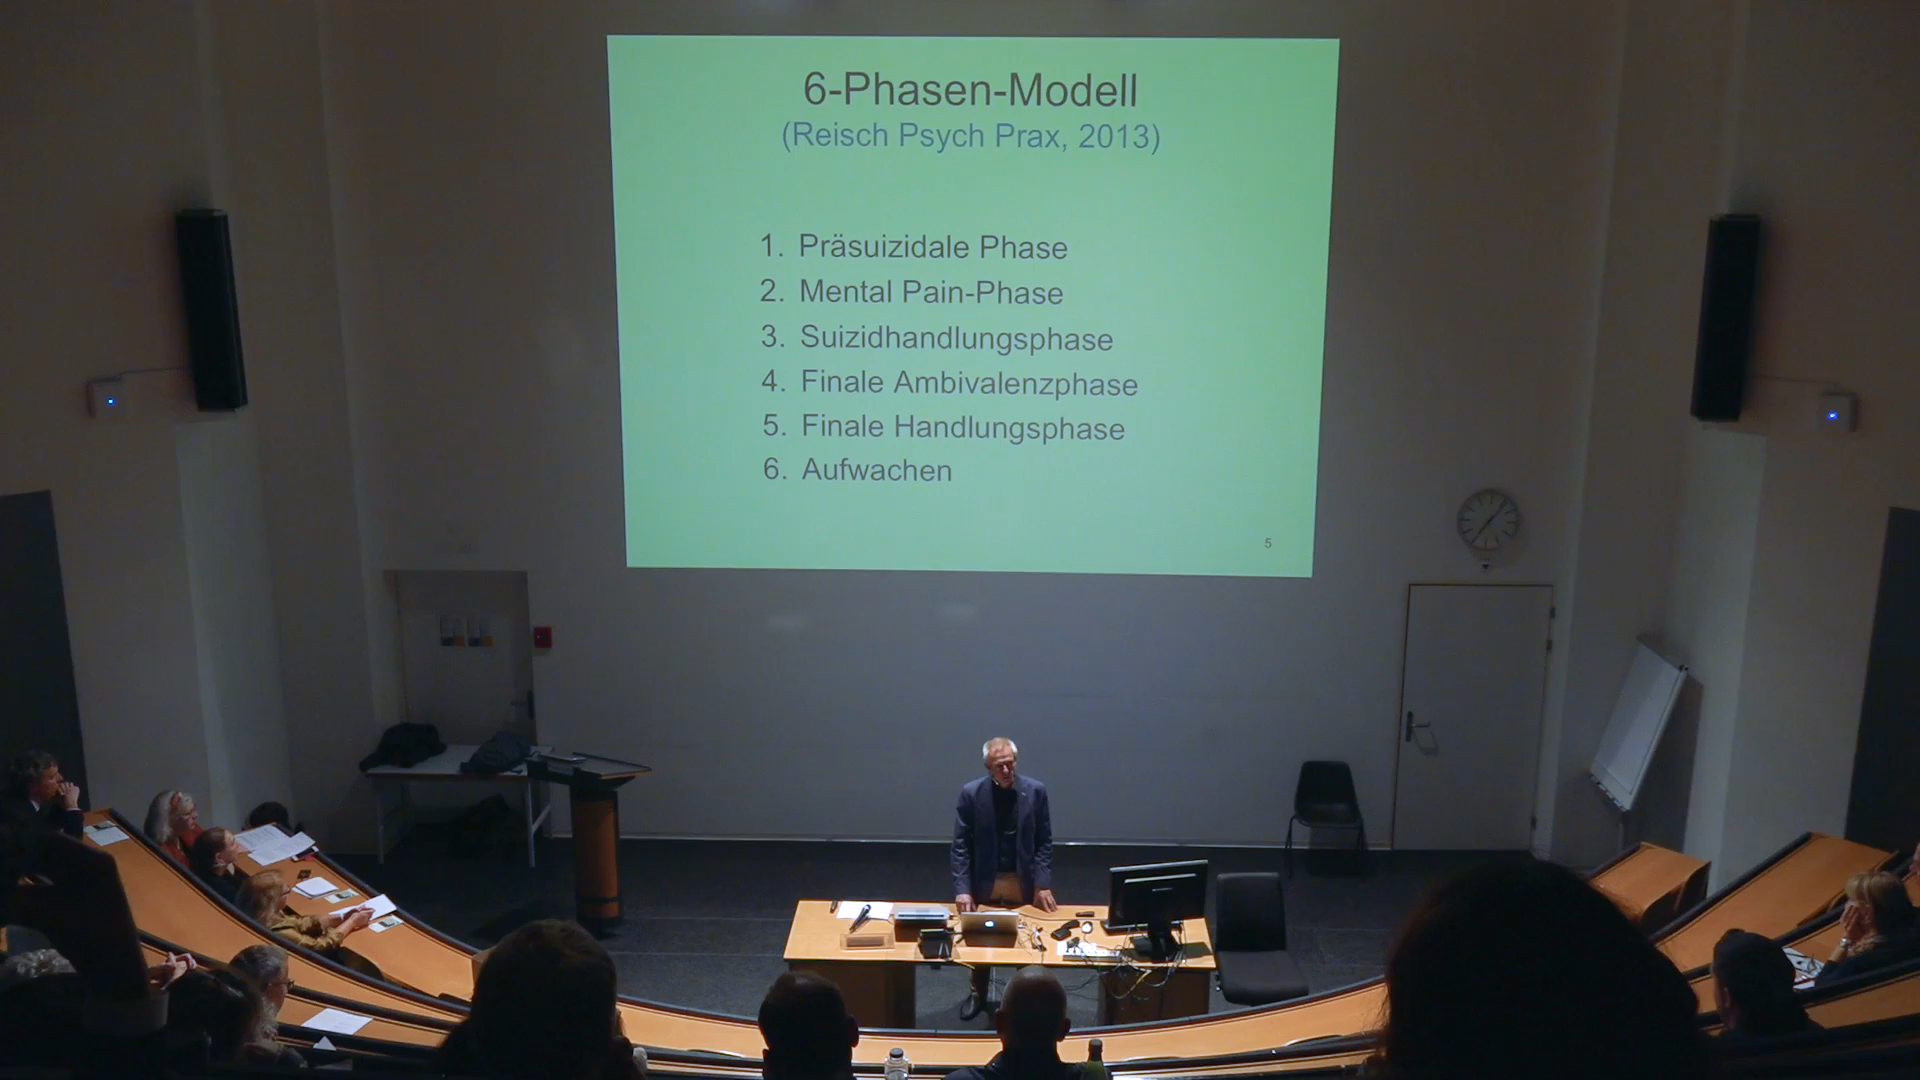 6-Phasen-Modell
(Reisch Psych Prax, 2013)
1. Präsuizidale Phase
2. Mental Pain-Phase
3. Suizidhandlungsphase
4. Finale Ambivalenzphase
5. Finale Handlungsphase
6. Aufwachen
5